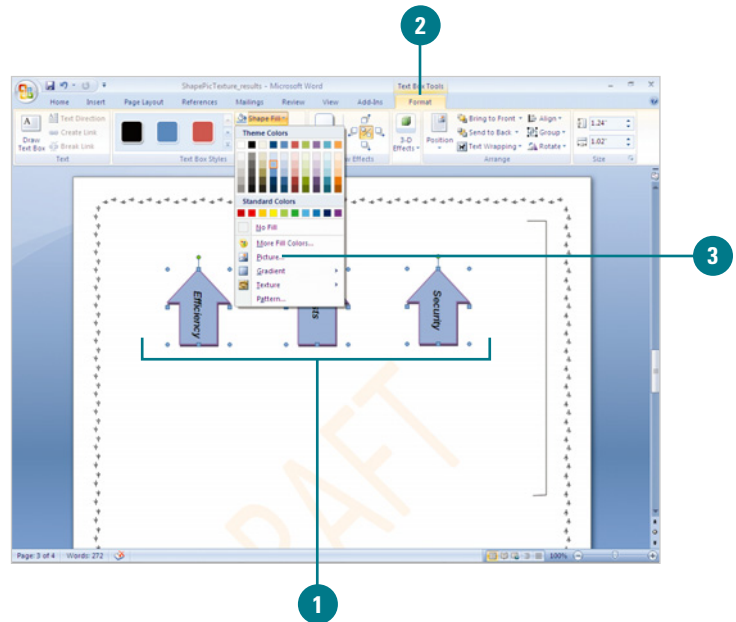 2
ShapePicTexture_results - Microsoft Word
Text Box Tools
Home Insert Page Layout References Mailings Review View Add-Ins Format
Text Direction
Create Link
Break Link
Draw
Text Box
Text
Text Box Styles
Shape Fill
Effects
3-D
Effects
Position
Bring to Front
Send to Back
Text Wrapping
Align
Group
Rotate
Arrange
1.24"
1.02"
Size
Theme Colors
Standard Colors
No Fill
More Fill Colors...
Picture...
Gradient
Texture
Pattern...
3
Efficiency
sts
Security
RAFT
1
Page: 3 of 4 Words: 272
100%